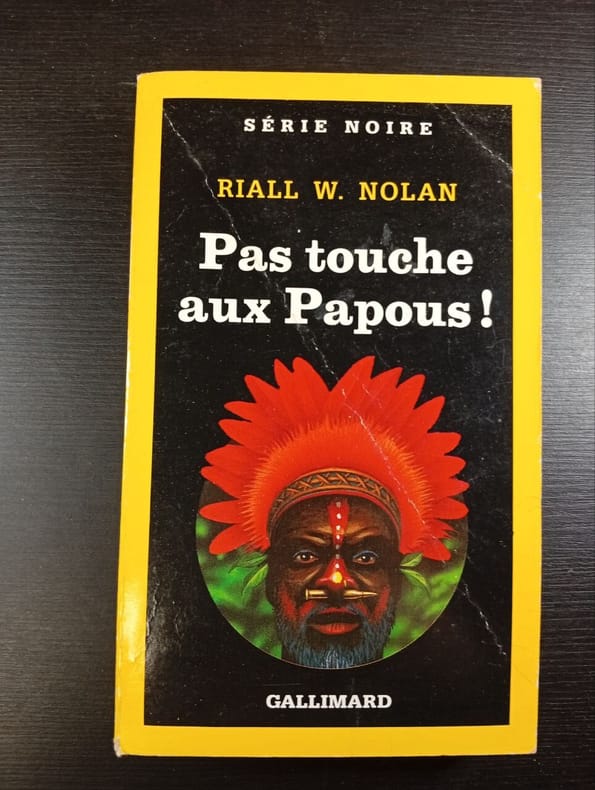 SÉRIE NOIRE
RIALL W. NOLAN
Pas touche
aux Papous !
GALLIMARD